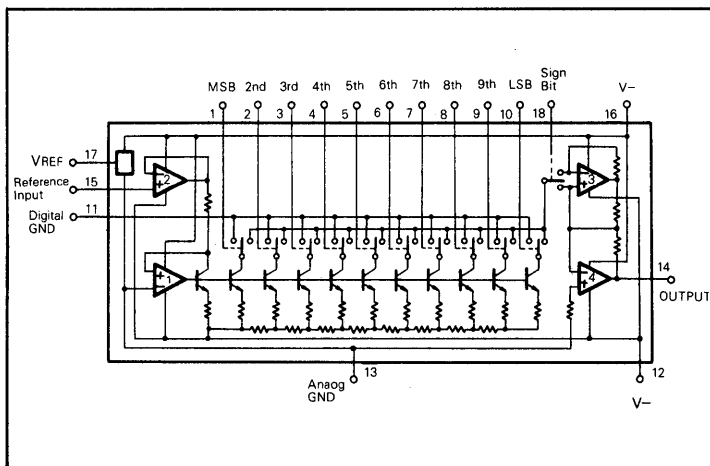 MSB 2nd 3rd 4th 5th 6th 7th 8th 9th LSB Sign Bit V-
1 2 3 4 5 6 7 8 9 10 18 16
VREF 17
Reference Input 15
Digital GND 11
2
3
1
4
14
OUTPUT
13
Anaog GND
12
V-